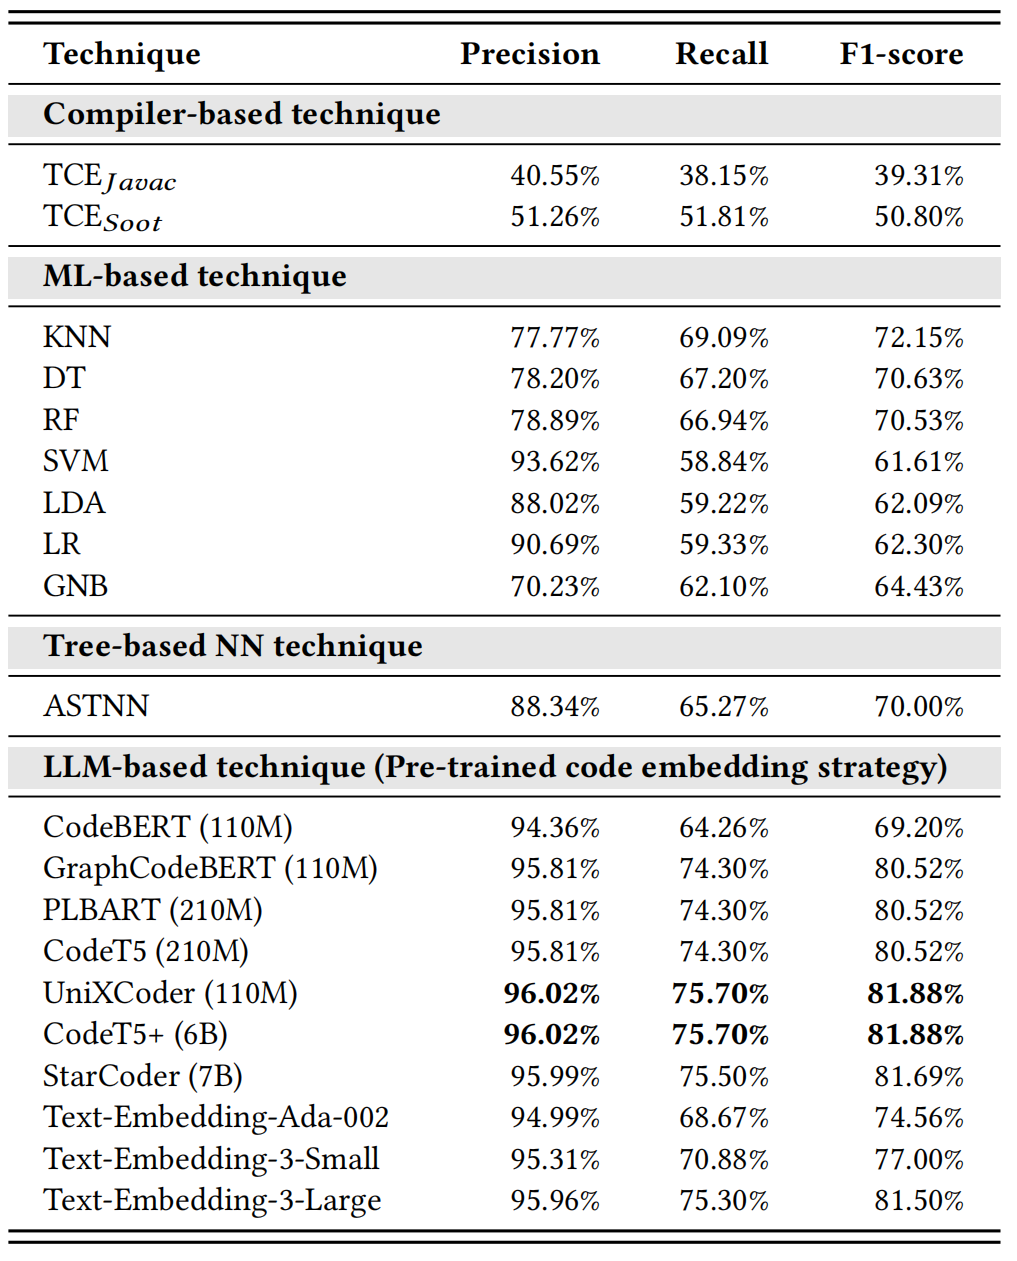 Technique Precision Recall F1-score
Compiler-based technique
TCE_Javac 40.55% 38.15% 39.31%
TCE_Soot 51.26% 51.81% 50.80%
ML-based technique
KNN 77.77% 69.09% 72.15%
DT 78.20% 67.20% 70.63%
RF 78.89% 66.94% 70.53%
SVM 93.62% 58.84% 61.61%
LDA 88.02% 59.22% 62.09%
LR 90.69% 59.33% 62.30%
GNB 70.23% 62.10% 64.43%
Tree-based NN technique
ASTNN 88.34% 65.27% 70.00%
LLM-based technique (Pre-trained code embedding strategy)
CodeBERT (110M) 94.36% 64.26% 69.20%
GraphCodeBERT (110M) 95.81% 74.30% 80.52%
PLBART (210M) 95.81% 74.30% 80.52%
CodeT5 (210M) 95.81% 74.30% 80.52%
UniXCoder (110M) 96.02% 75.70% 81.88%
CodeT5+ (6B) 96.02% 75.70% 81.88%
StarCoder (7B) 95.99% 75.50% 81.69%
Text-Embedding-Ada-002 94.99% 68.67% 74.56%
Text-Embedding-3-Small 95.31% 70.88% 77.00%
Text-Embedding-3-Large 95.96% 75.30% 81.50%